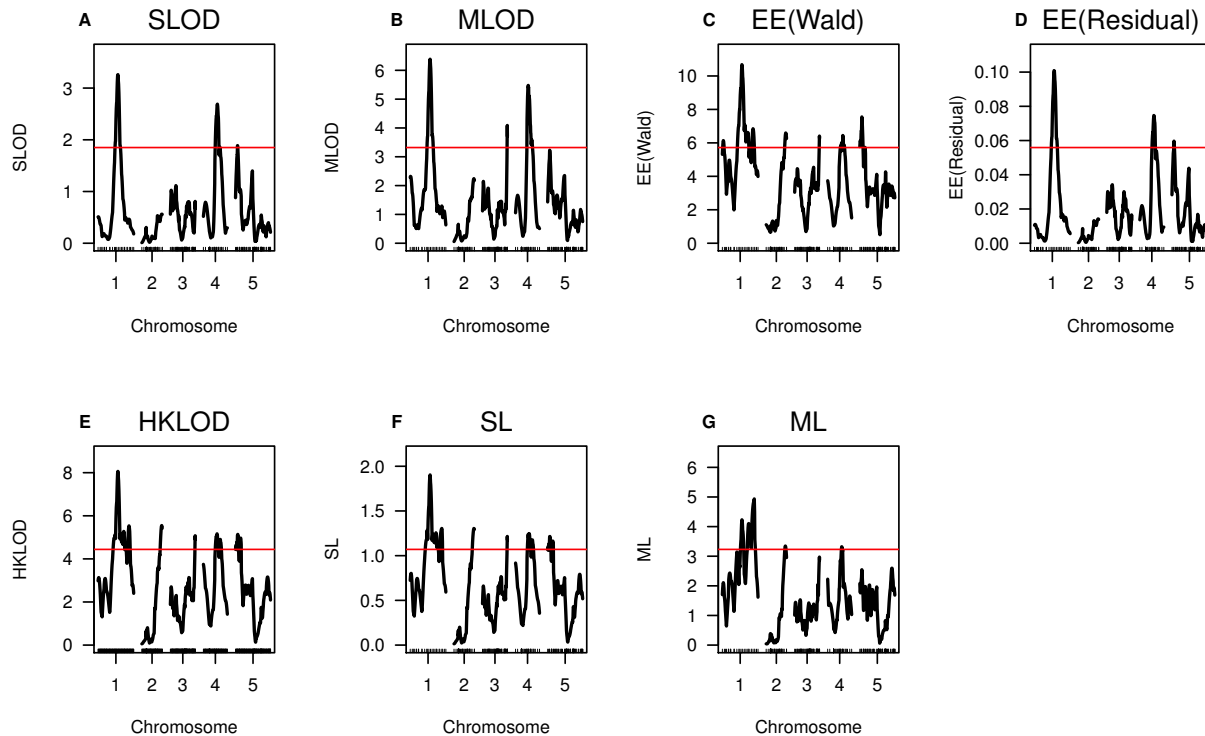 A SLOD
SLOD
3
2
1
0
1 2 3 4 5
Chromosome
B MLOD
MLOD
6
5
4
3
2
1
0
1 2 3 4 5
Chromosome
C EE(Wald)
EE(Wald)
10
8
6
4
2
0
1 2 3 4 5
Chromosome
D EE(Residual)
EE(Residual)
0.10
0.08
0.06
0.04
0.02
0.00
1 2 3 4 5
Chromosome
E HKLOD
HKLOD
8
6
4
2
0
1 2 3 4 5
Chromosome
F SL
SL
2.0
1.5
1.0
0.5
0.0
1 2 3 4 5
Chromosome
G ML
ML
6
5
4
3
2
1
0
1 2 3 4 5
Chromosome